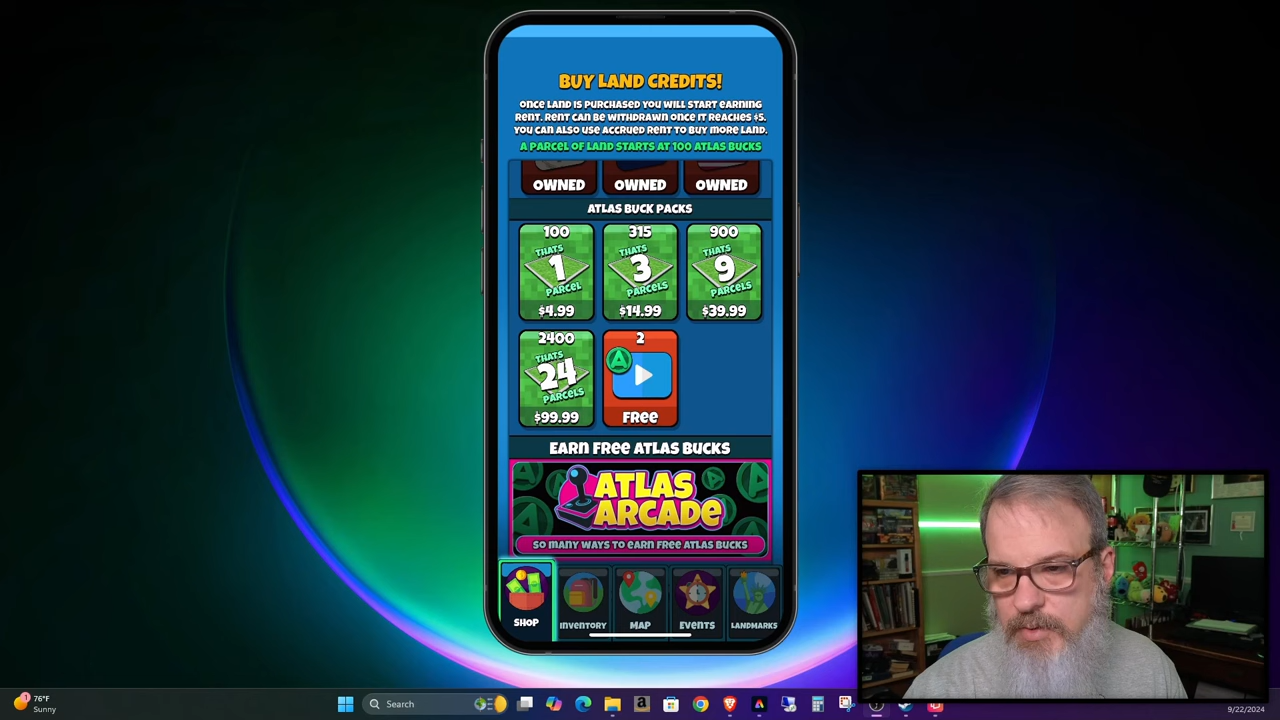 BUY LAND CREDITS!
ONCE LAND IS PURCHASED YOU WILL START EARNING
RENT. RENT CAN BE WITHDRAWN ONCE IT REACHES $5.
YOU CAN ALSO USE ACCRUED RENT TO BUY MORE LAND.
A PARCEL OF LAND STARTS AT 100 ATLAS BUCKS
OWNED OWNED OWNED
ATLAS BUCK PACKS
100 315 900
THATS THATS THATS
1 3 9
PARCEL PARCELS PARCELS
$4.99 $14.99 $39.99
2400 2
THATS
24
PARCELS
$99.99 Free
EARN FREE ATLAS BUCKS
ATLAS
ARCADE
SO MANY WAYS TO EARN FREE ATLAS BUCKS
SHOP INVENTORY MAP EVENTS LANDMARKS
1
76°F
Sunny
Search
9/22/2024